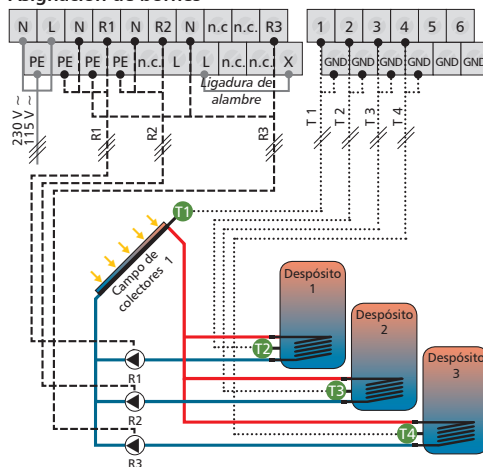 Asignación de bornes
N L N R1 N R2 N n.c n.c. R3
1 2 3 4 5 6
PE PE PE PE n.c. L L n.c. n.c. X
GND GND GND GND GND GND
Ligadura de
alambre
230 V ~
115 V ~
R1
R2
R3
T 1
T 2
T 3
T 4
T1
Campo de
colectores 1
Despósito
1
T2
Despósito
2
T3
Despósito
3
T4
R1
R2
R3